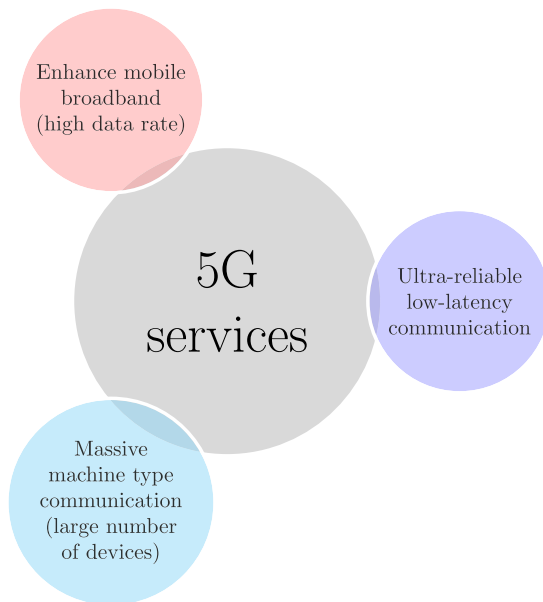 Enhance mobile
broadband
(high data rate)
5G
services
Ultra-reliable
low-latency
communication
Massive
machine type
communication
(large number
of devices)